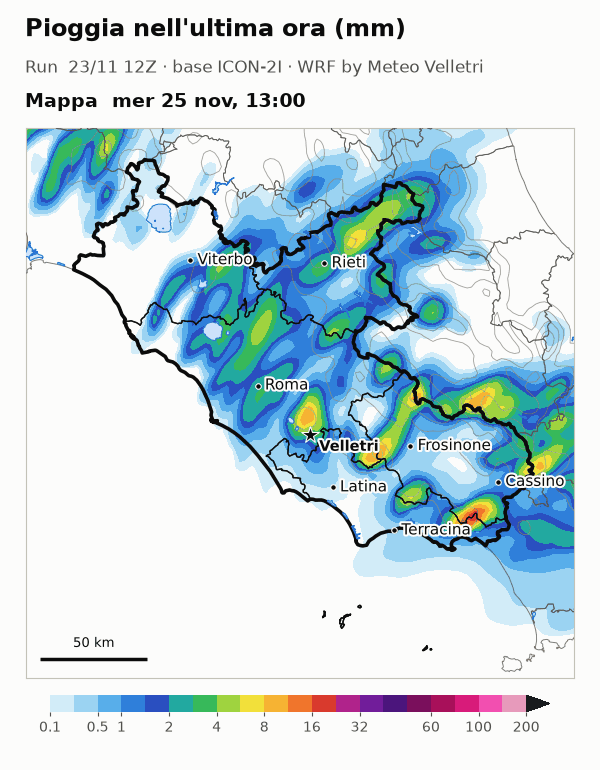 Pioggia nell'ultima ora (mm)
Run  23/11 12Z · base ICON-2I · WRF by Meteo Velletri
Mappa  mer 25 nov, 13:00
Viterbo
Rieti
Roma
Velletri
Frosinone
Latina
Cassino
Terracina
50 km
0.1 0.5 1 2 4 8 16 32 60 100 200